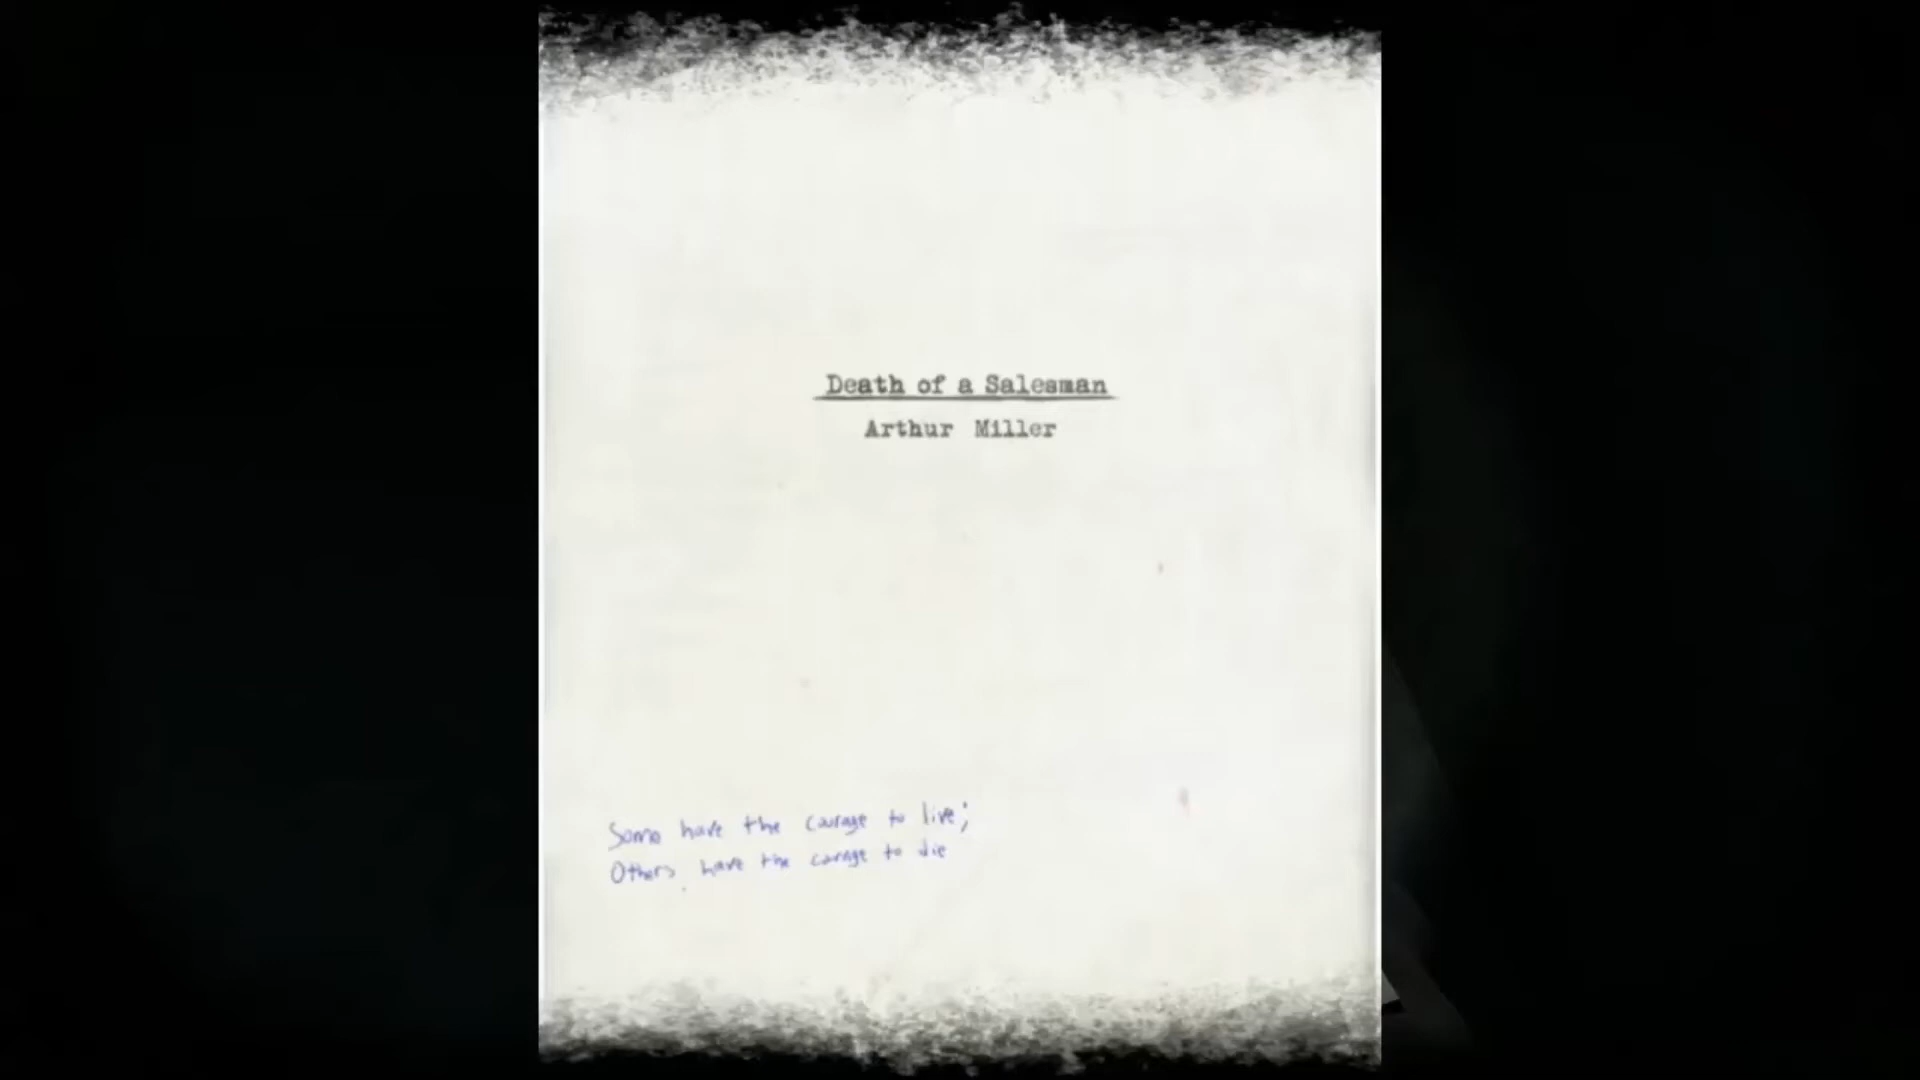 Death of a Salesman
Arthur Miller
Some have the courage to live;
Others have the courage to die